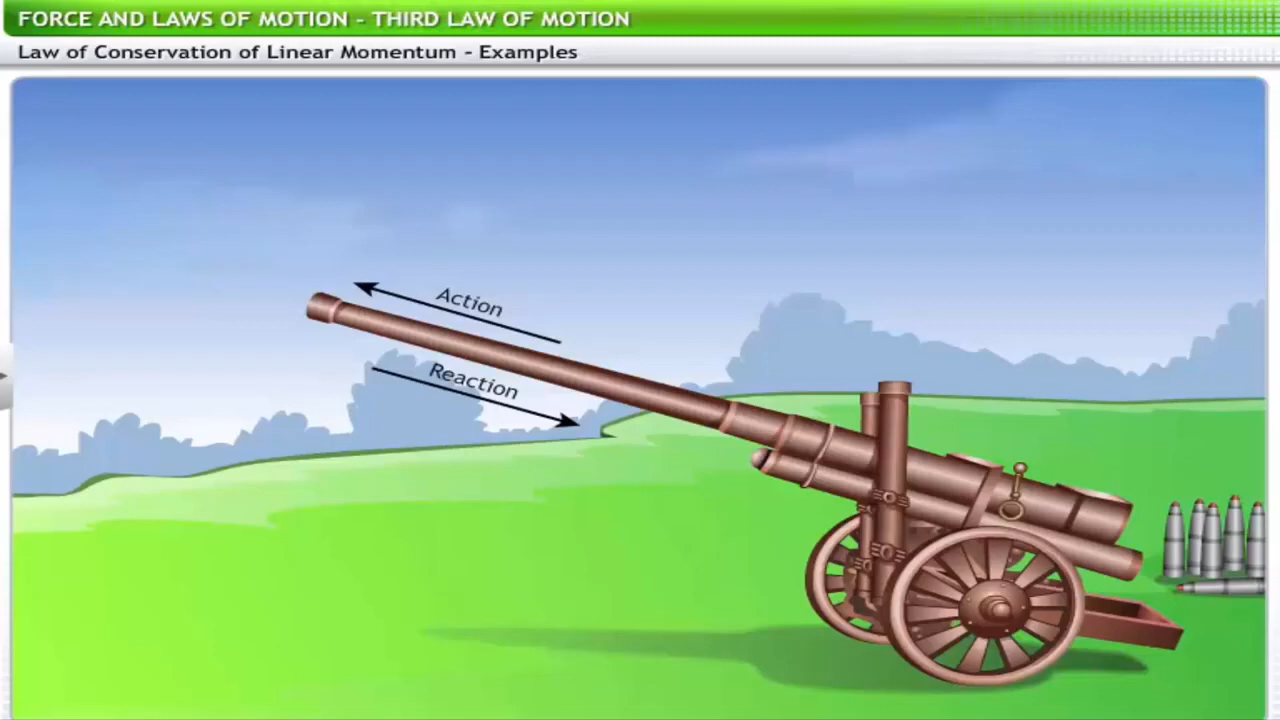 FORCE AND LAWS OF MOTION - THIRD LAW OF MOTION
Law of Conservation of Linear Momentum - Examples
Action
Reaction